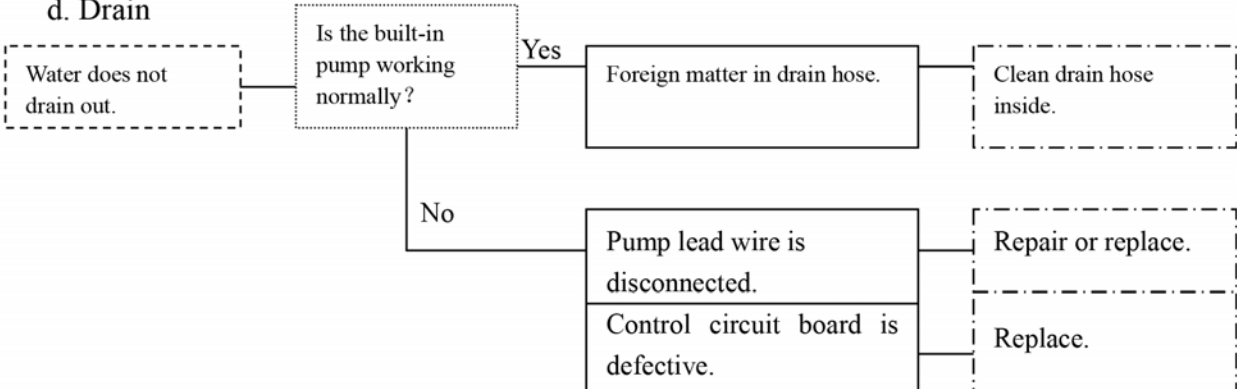 d. Drain
Water does not
drain out.
Is the built-in
pump working
normally？
Yes
Foreign matter in drain hose.
Clean drain hose
inside.
No
Pump lead wire is
disconnected.
Repair or replace.
Control circuit board is
defective.
Replace.